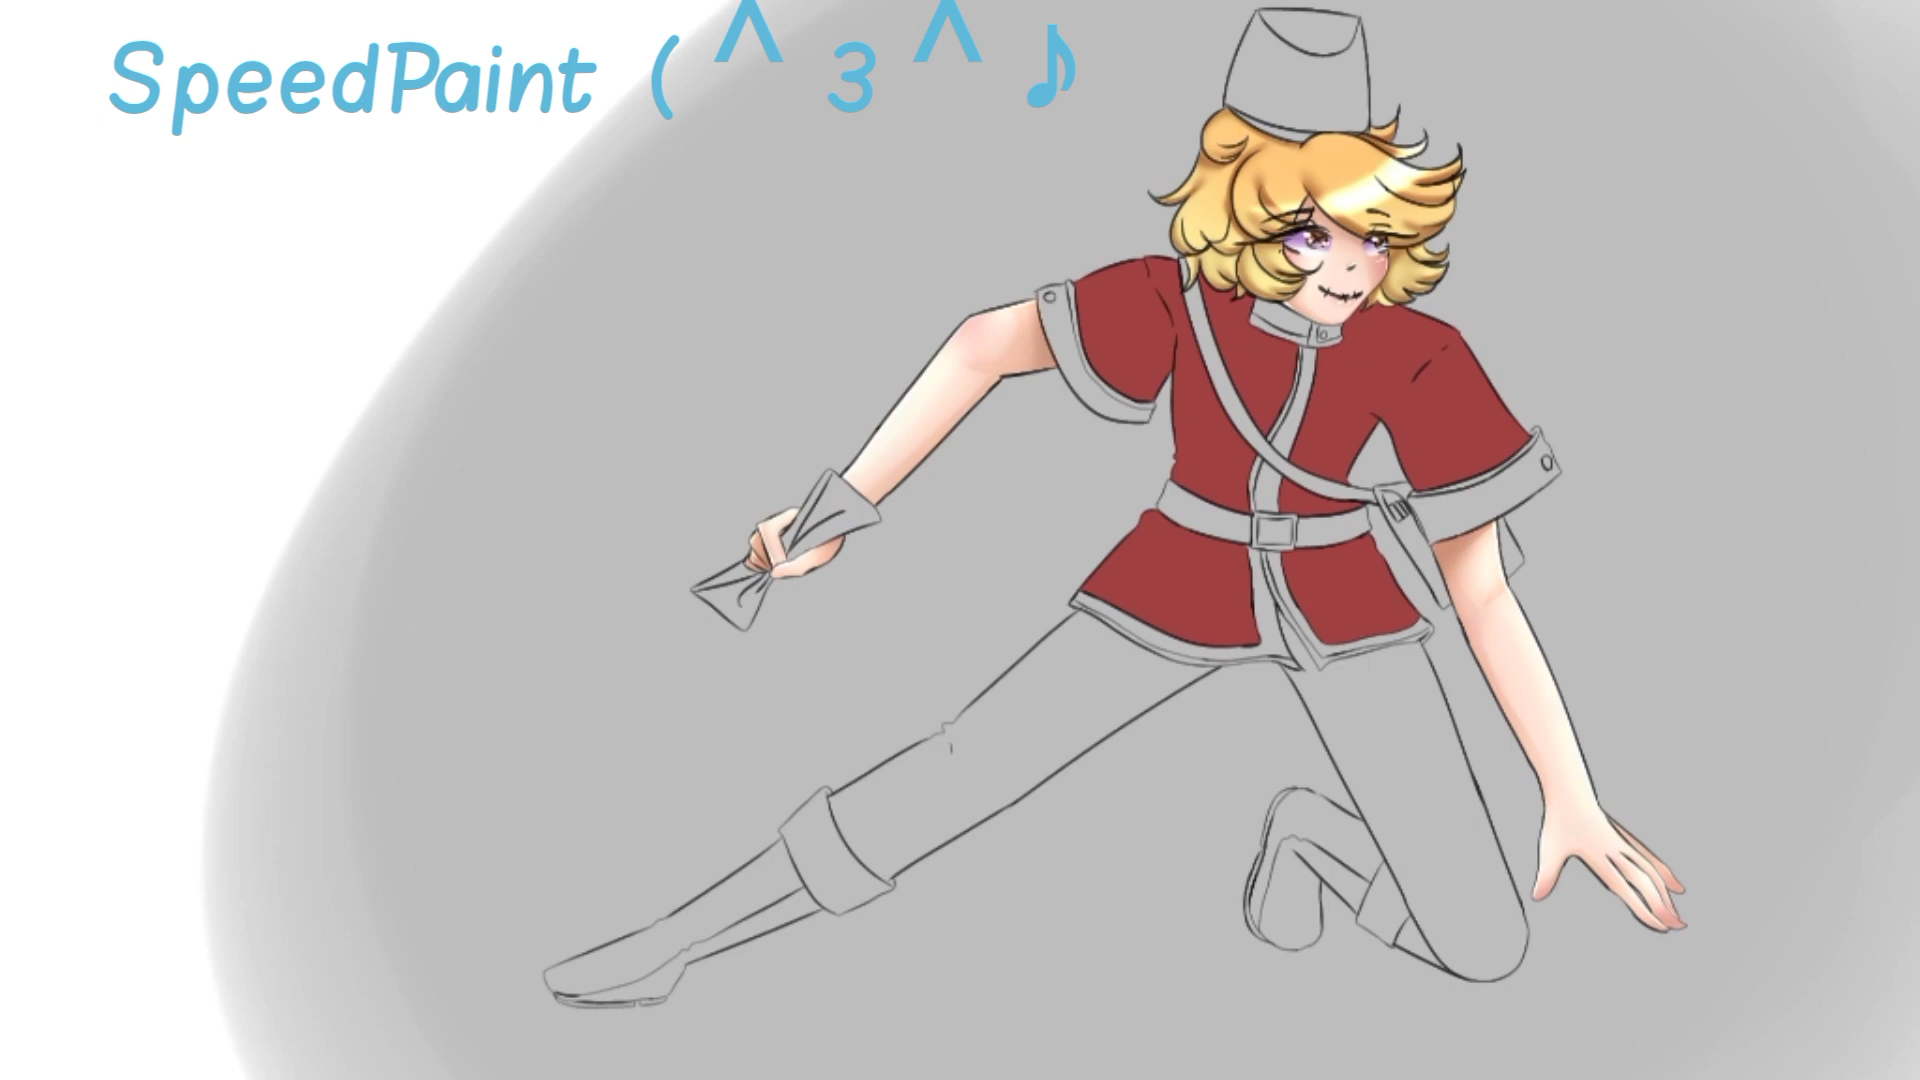 SpeedPaint ( ^ 3 ^ ♪